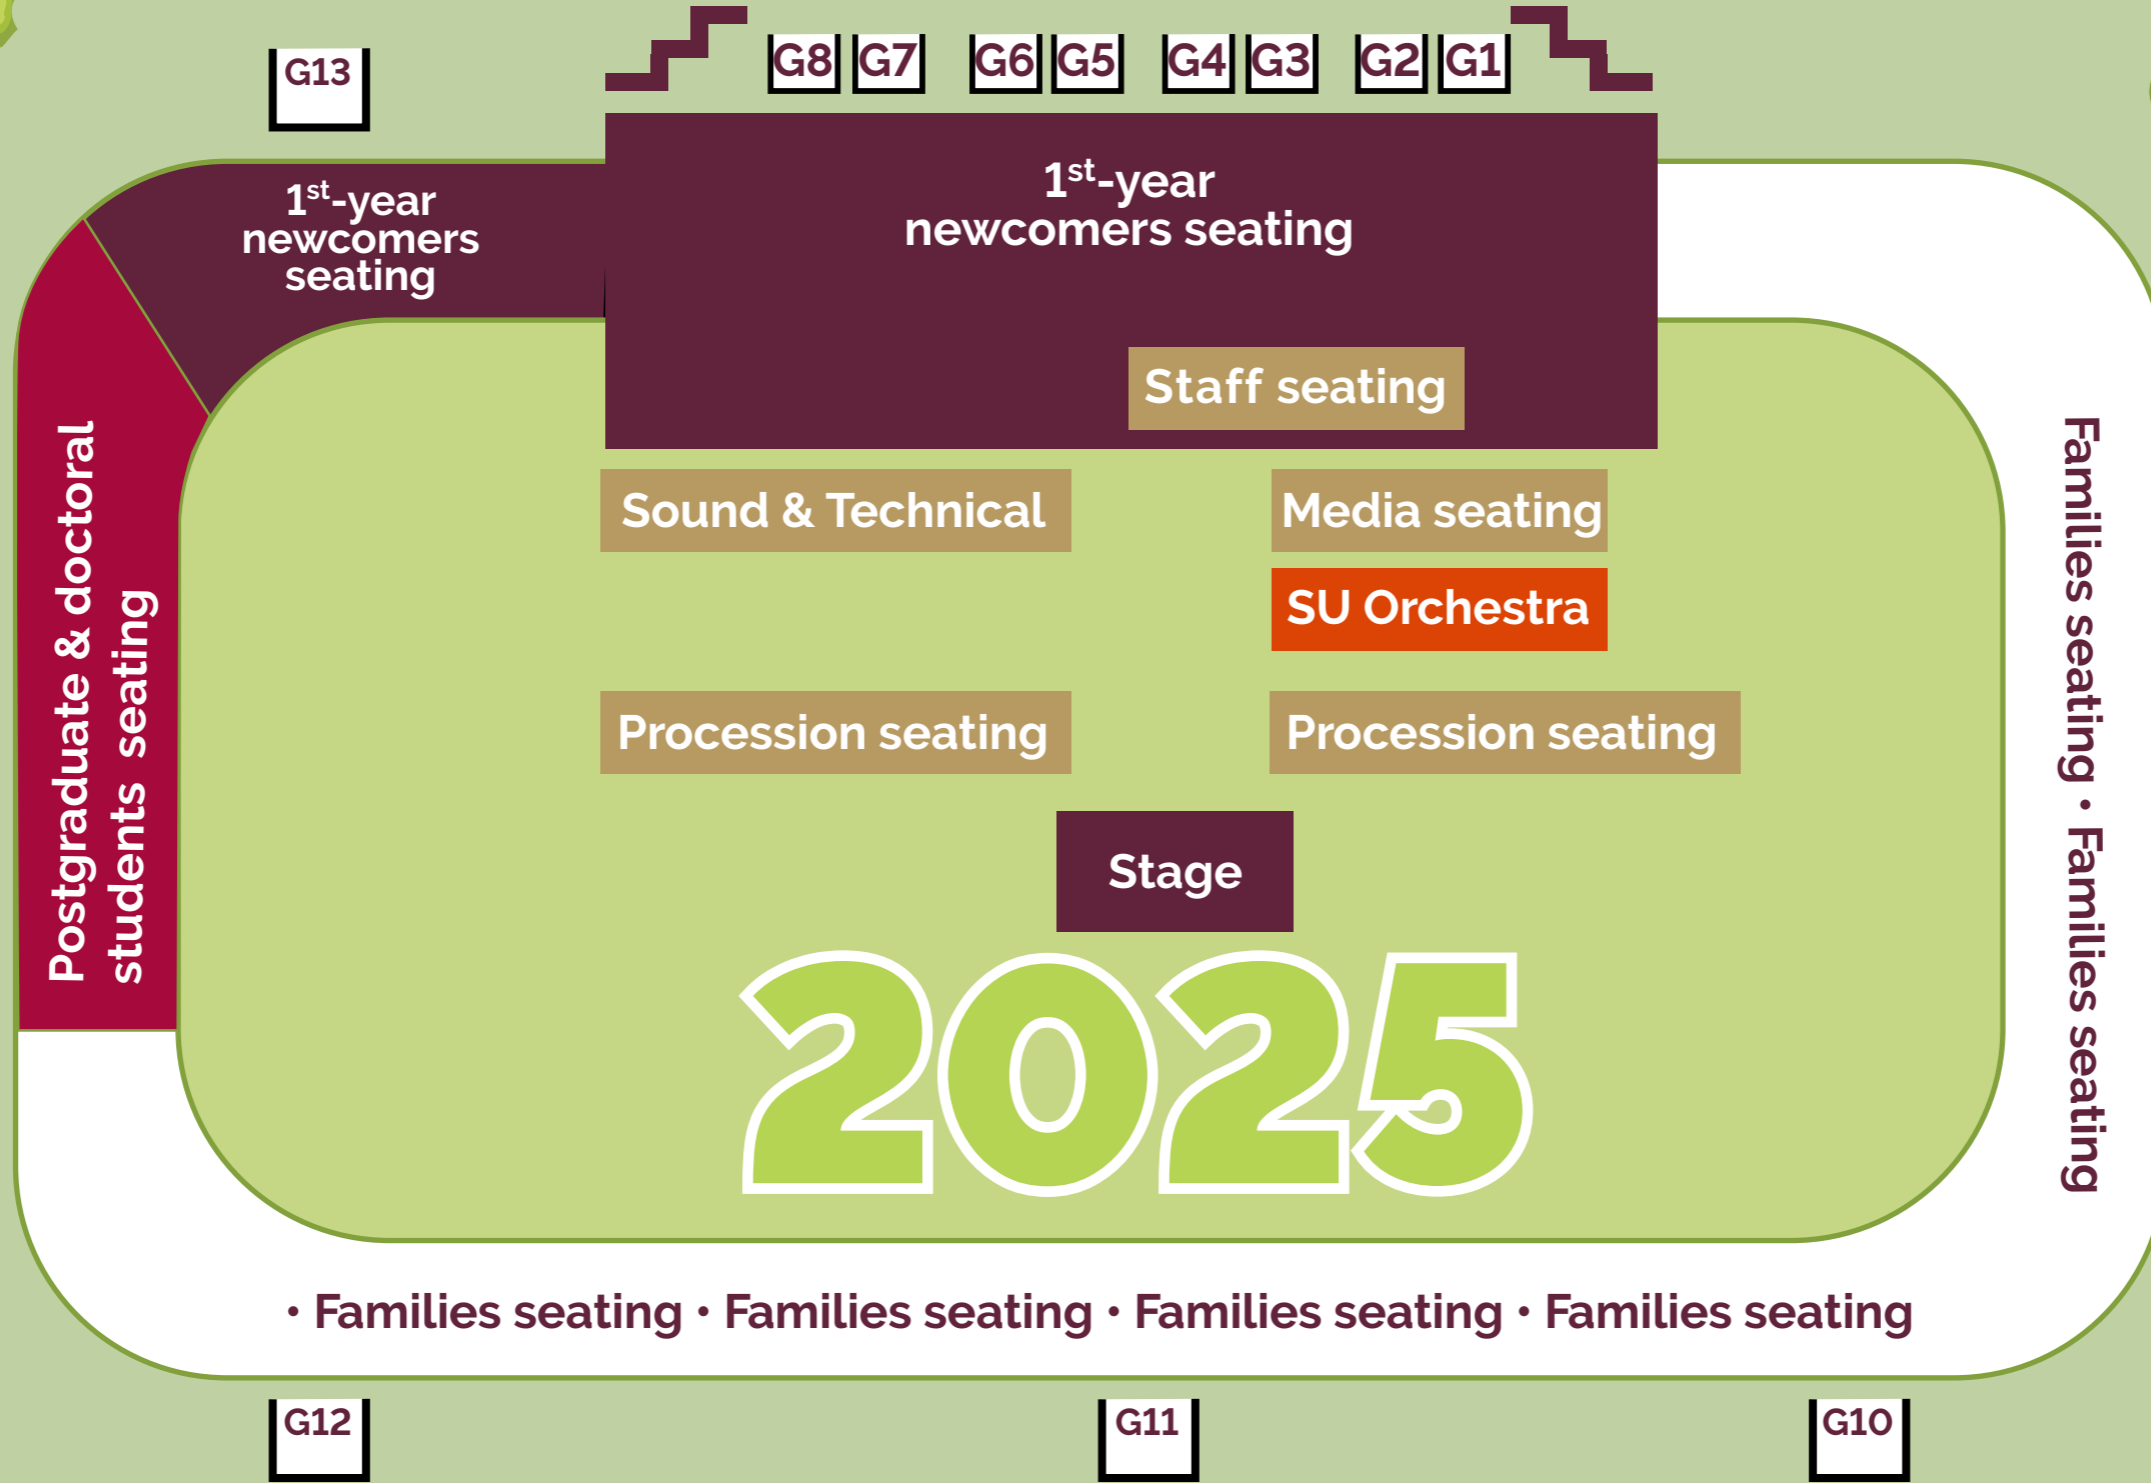 G13
G8 G7 G6 G5 G4 G3 G2 G1
1st-year
newcomers
seating
1st-year
newcomers seating
Staff seating
Sound & Technical
Media seating
SU Orchestra
Procession seating
Procession seating
Stage
2025
Postgraduate & doctoral
students seating
Families seating • Families seating
• Families seating • Families seating • Families seating • Families seating
G12
G11
G10